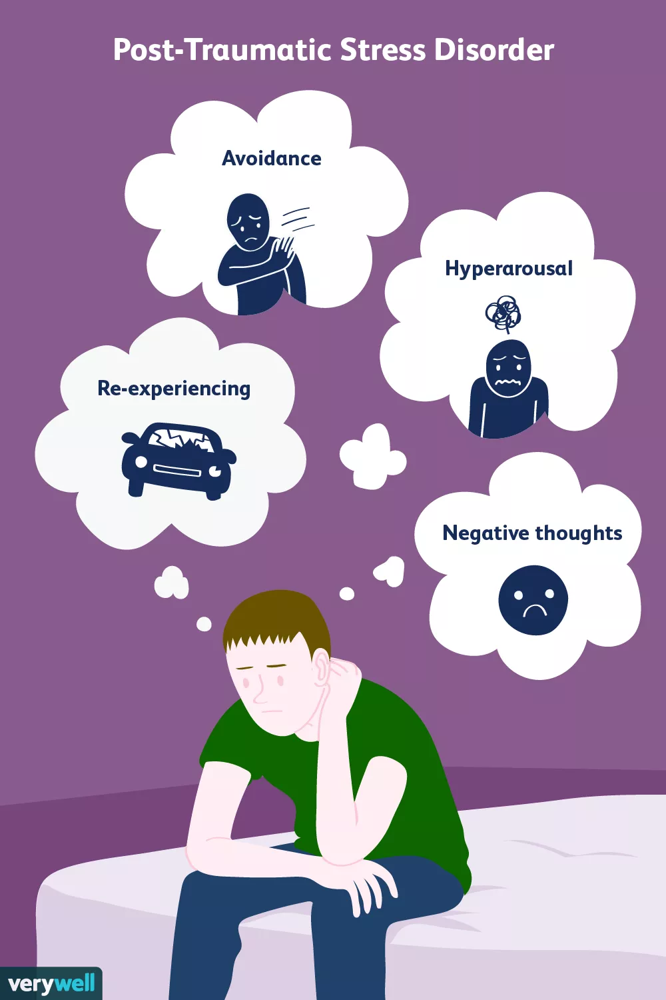 Post-Traumatic Stress Disorder
Avoidance
Hyperarousal
Re-experiencing
Negative thoughts
verywell